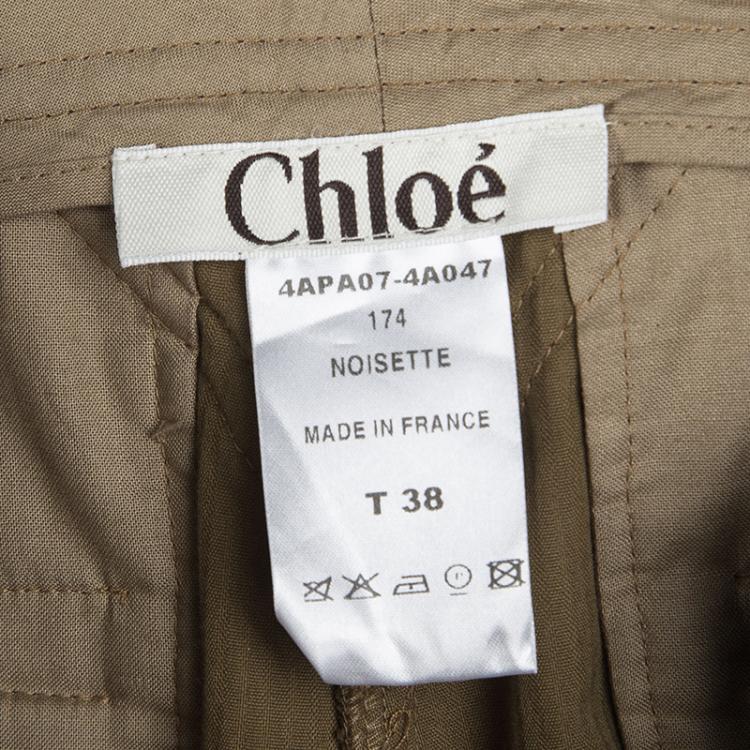 Chloé
4APA07-4A047
174
NOISETTE
MADE IN FRANCE
T 38